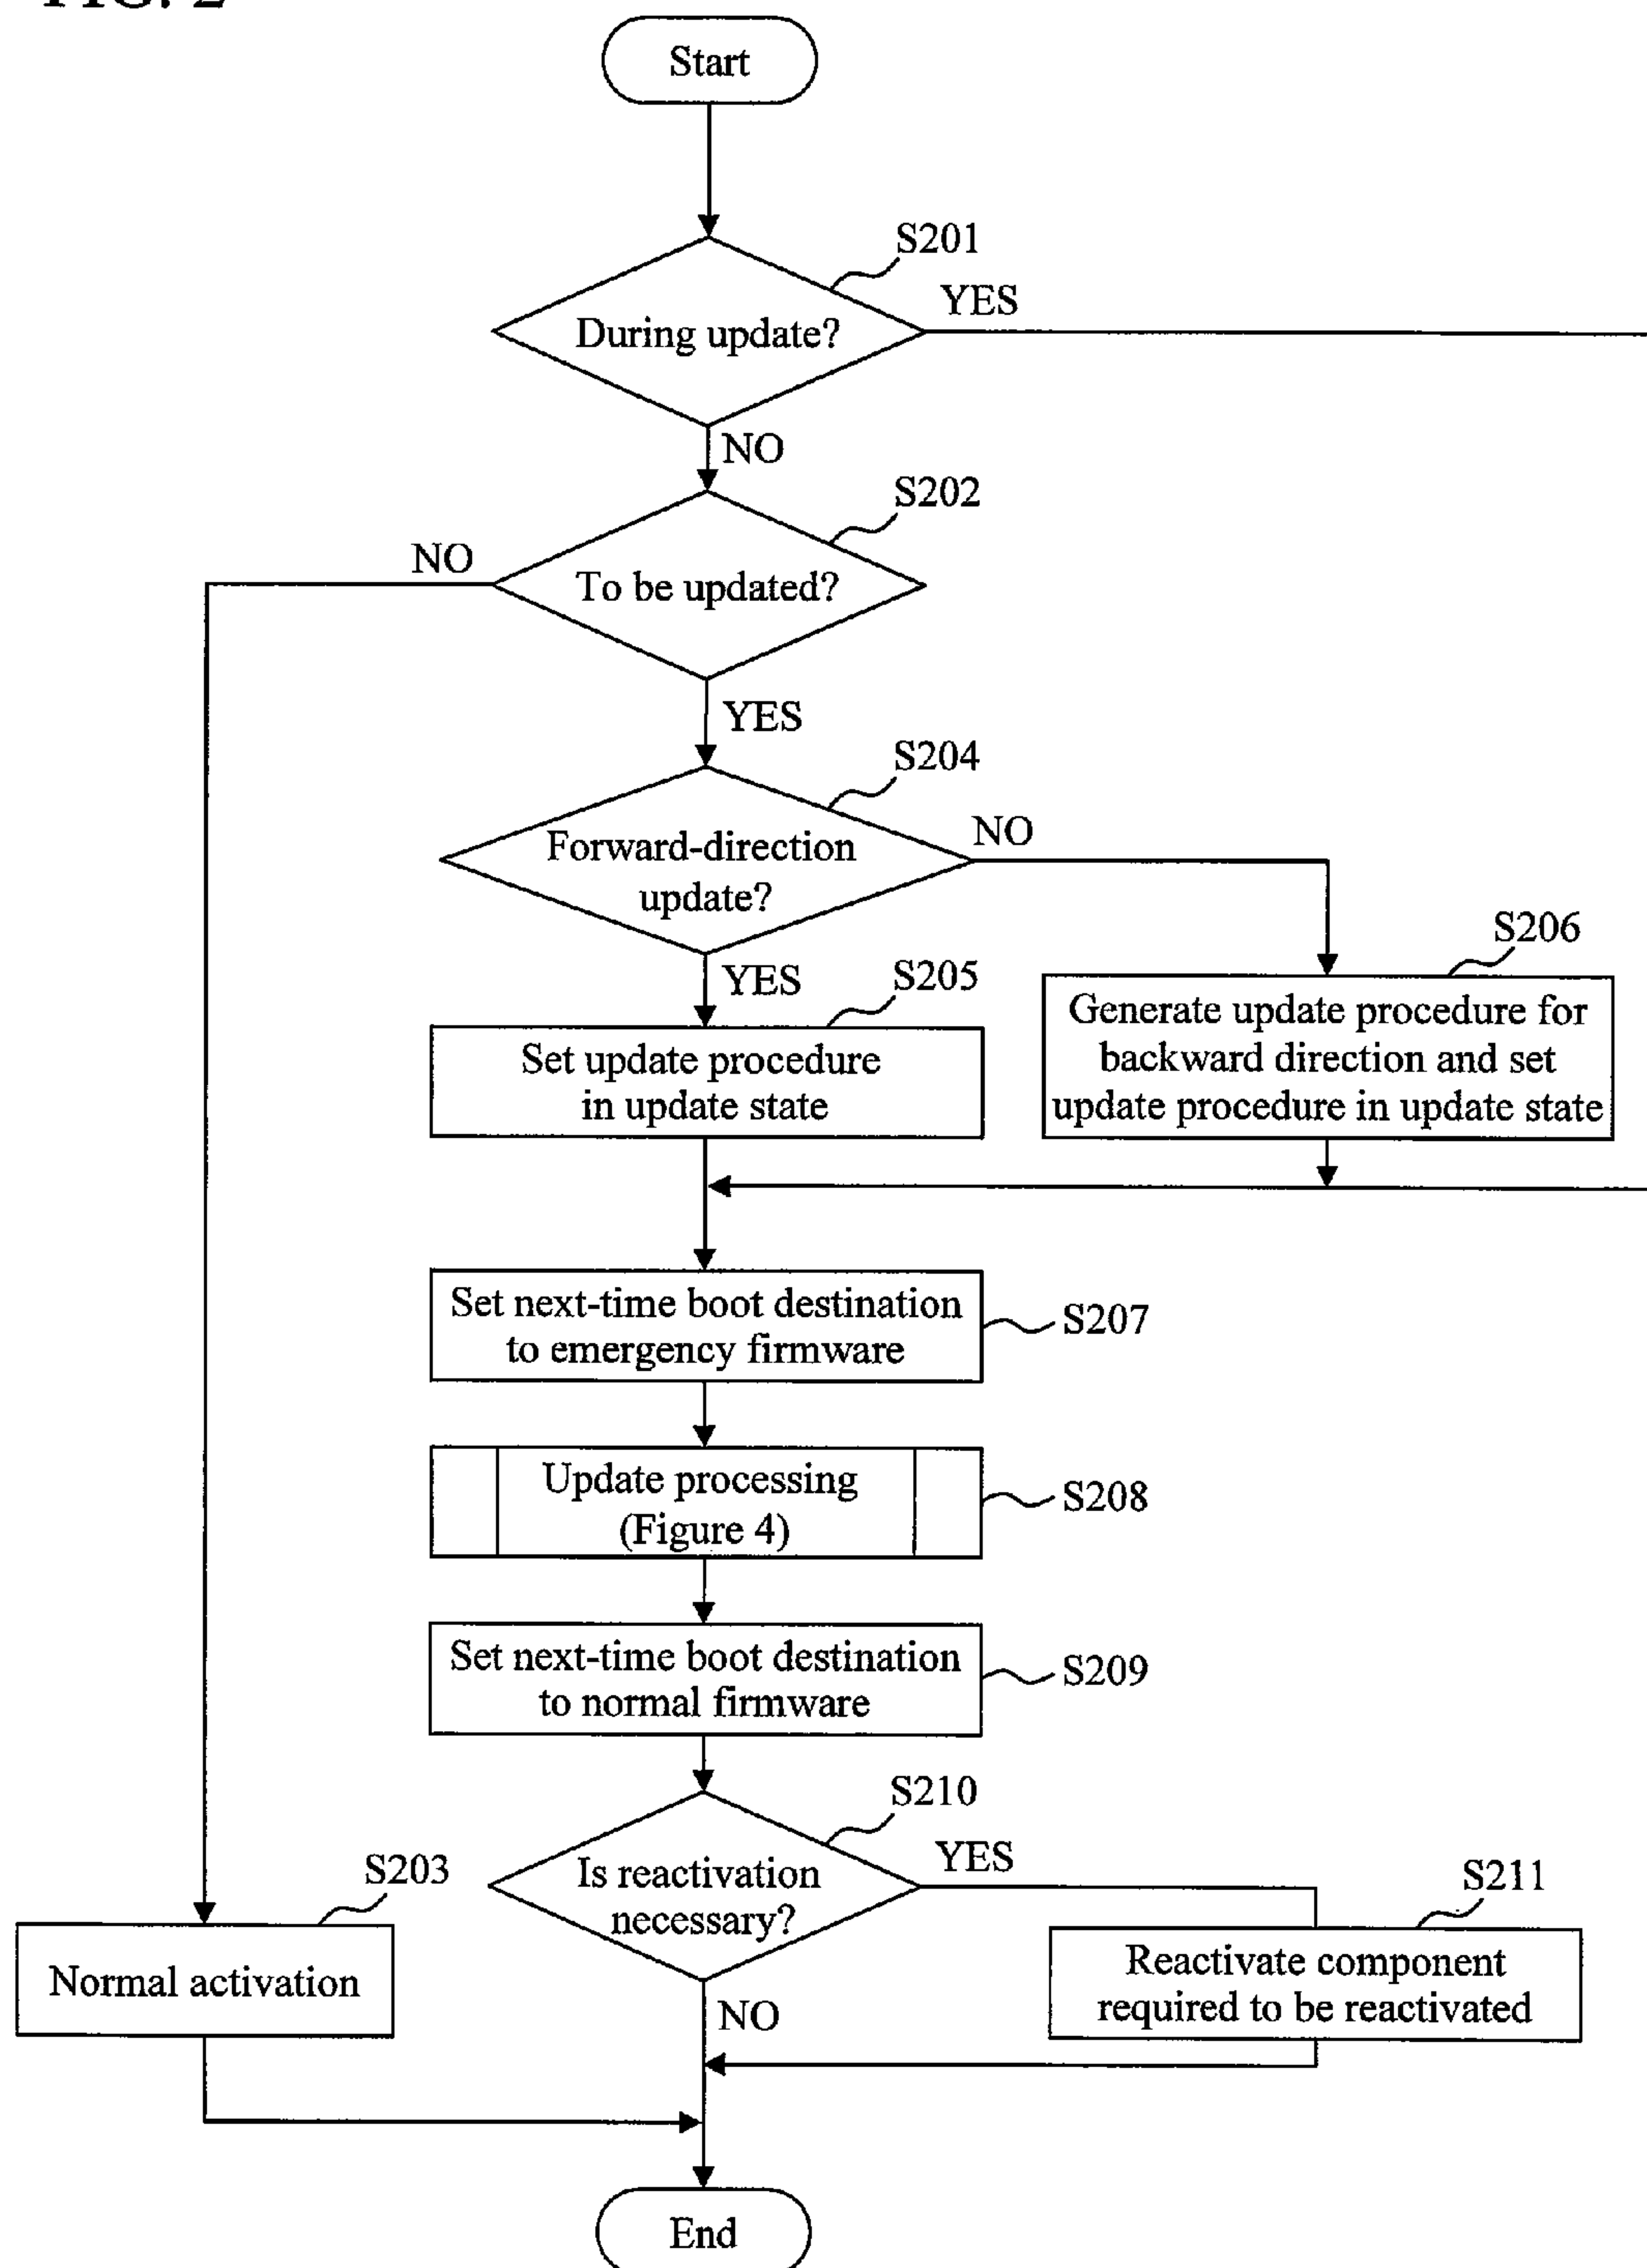 FIG. 2
Start
S201
During update?
YES
NO
S202
To be updated?
NO
YES
S204
Forward-direction
update?
NO
YES
S205
Set update procedure
in update state
S206
Generate update procedure for
backward direction and set
update procedure in update state
Set next-time boot destination
to emergency firmware
S207
Update processing
(Figure 4)
S208
Set next-time boot destination
to normal firmware
S209
S210
Is reactivation
necessary?
YES
NO
S211
Reactivate component
required to be reactivated
S203
Normal activation
End